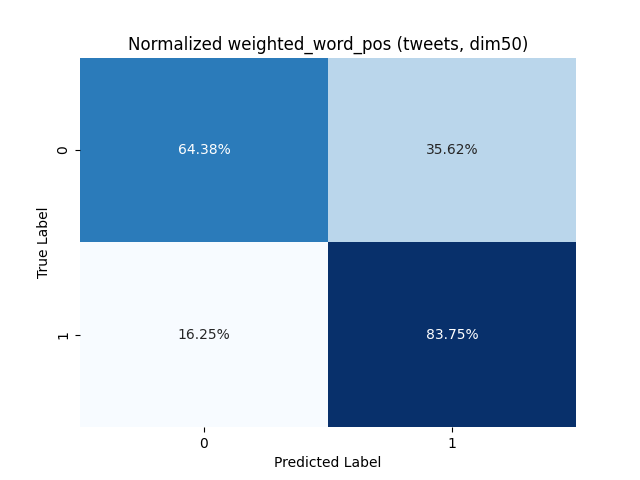 Normalized weighted_word_pos (tweets, dim50)
True Label
0
64.38%
35.62%
1
16.25%
83.75%
0
1
Predicted Label